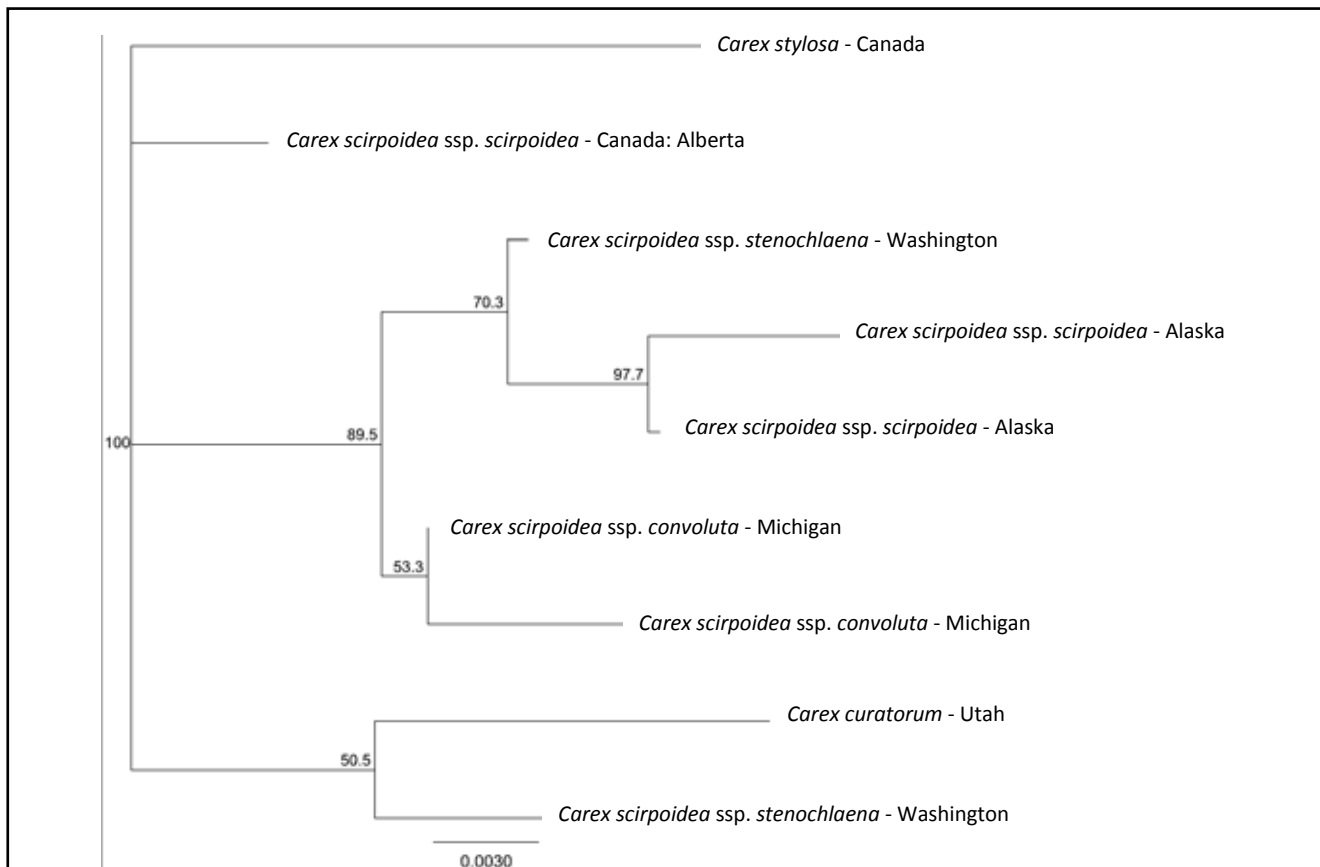 Carex stylosa - Canada
Carex scirpoidea ssp. scirpoidea - Canada: Alberta
Carex scirpoidea ssp. stenochlaena - Washington
70.3
Carex scirpoidea ssp. scirpoidea - Alaska
97.7
Carex scirpoidea ssp. scirpoidea - Alaska
89.5
100
Carex scirpoidea ssp. convoluta - Michigan
53.3
Carex scirpoidea ssp. convoluta - Michigan
Carex curatorum - Utah
50.5
Carex scirpoidea ssp. stenochlaena - Washington
0.0030